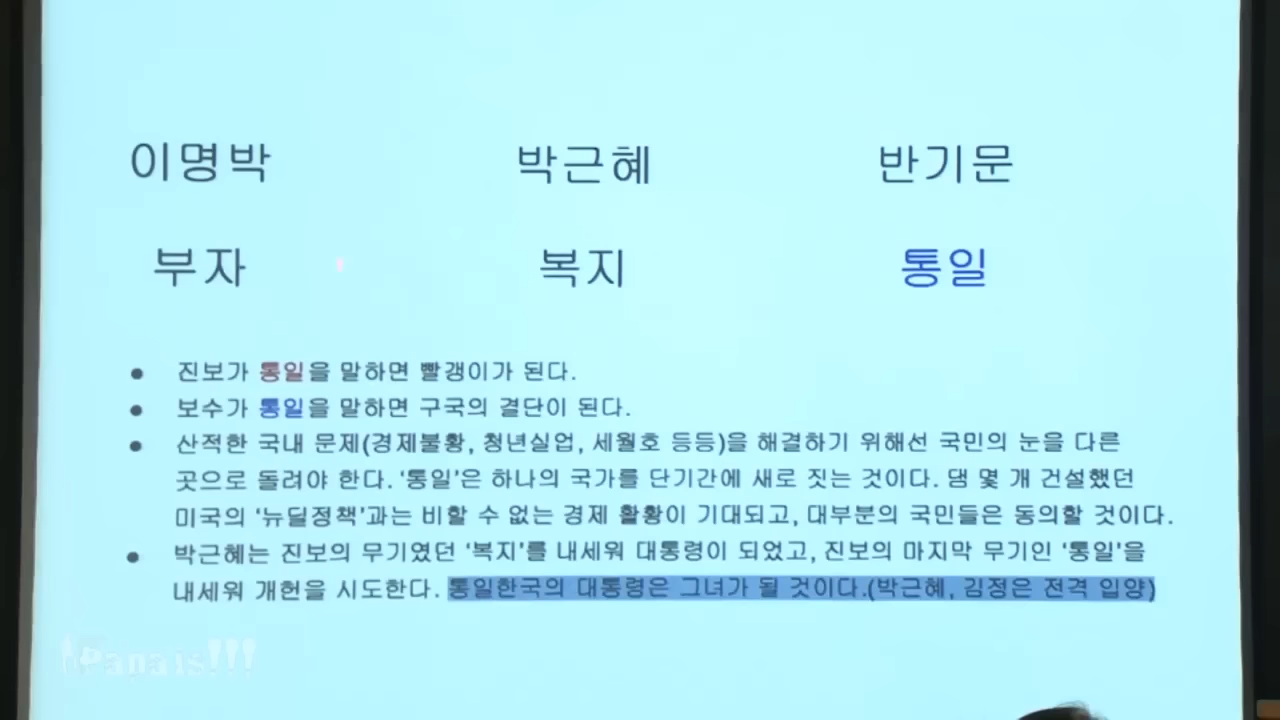 이명박 박근혜 반기문
부자 복지 통일
● 진보가 통일을 말하면 빨갱이가 된다.
● 보수가 통일을 말하면 구국의 결단이 된다.
● 산적한 국내 문제(경제불황, 청년실업, 세월호 등등)을 해결하기 위해선 국민의 눈을 다른
곳으로 돌려야 한다. ‘통일’은 하나의 국가를 단기간에 새로 짓는 것이다. 댐 몇 개 건설했던
미국의 ‘뉴딜정책’과는 비할 수 없는 경제 활황이 기대되고, 대부분의 국민들은 동의할 것이다.
● 박근혜는 진보의 무기였던 ‘복지’를 내세워 대통령이 되었고, 진보의 마지막 무기인 ‘통일’을
내세워 개헌을 시도한다. 통일한국의 대통령은 그녀가 될 것이다.(박근혜, 김정은 전격 입양)